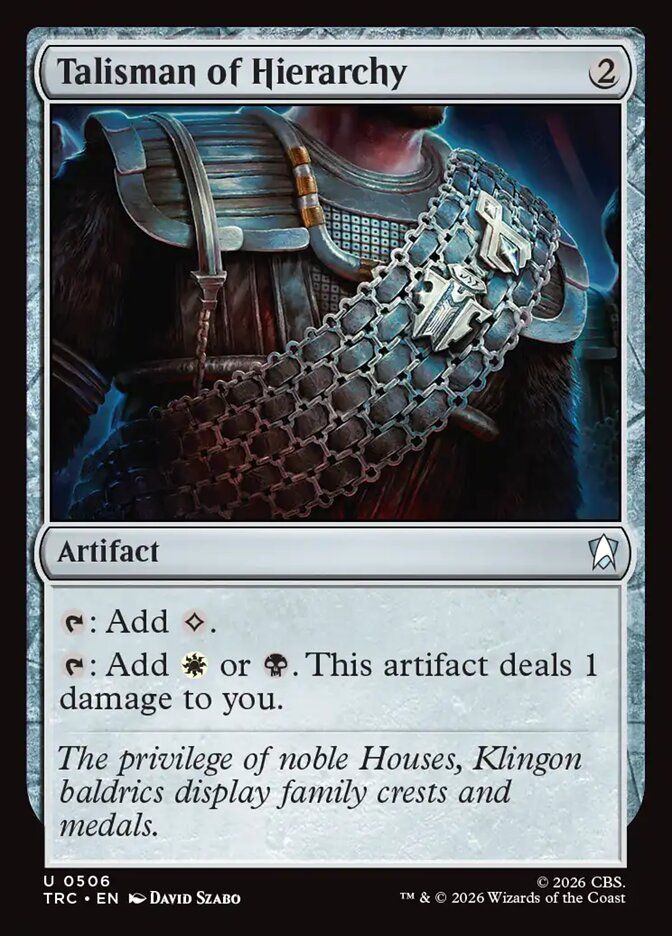 Talisman of Hierarchy 2
Artifact
: Add .
: Add or . This artifact deals 1
damage to you.
The privilege of noble Houses, Klingon
baldrics display family crests and
medals.
U 0506
TRC • EN David Szabo
© 2026 CBS.
™ & © 2026 Wizards of the Coast